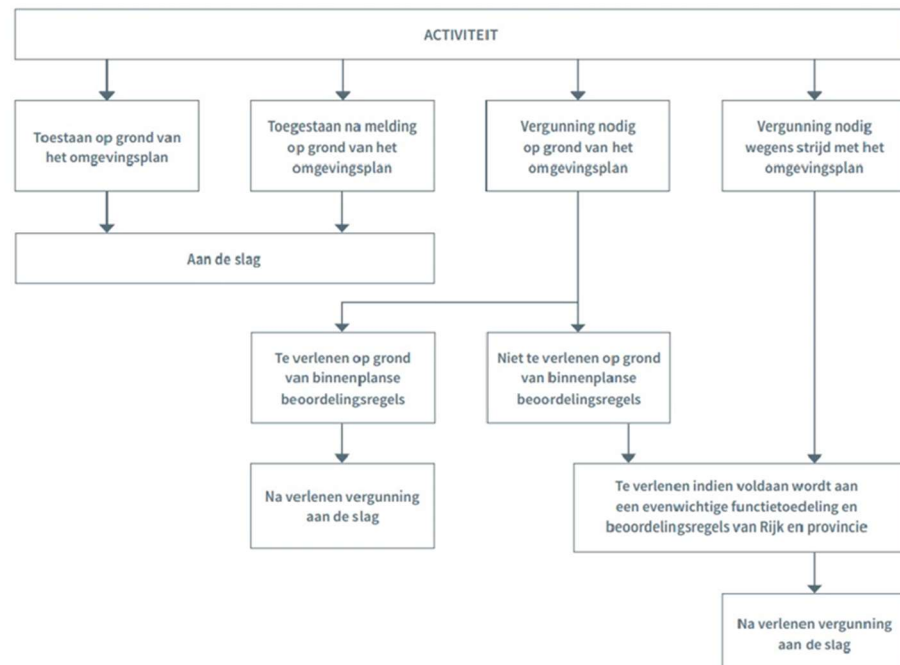 ACTIVITEIT
Toestaan op grond van
het omgevingsplan
Toegestaan na melding
op grond van het
omgevingsplan
Vergunning nodig
op grond van het
omgevingsplan
Vergunning nodig
wegens strijd met het
omgevingsplan
Aan de slag
Te verlenen op grond
van binnenplanse
beoordelingsregels
Niet te verlenen op grond
van binnenplanse
beoordelingsregels
Na verlenen vergunning
aan de slag
Te verlenen indien voldaan wordt aan
een evenwichtige functietoedeling en
beoordelingsregels van Rijk en provincie
Na verlenen vergunning
aan de slag